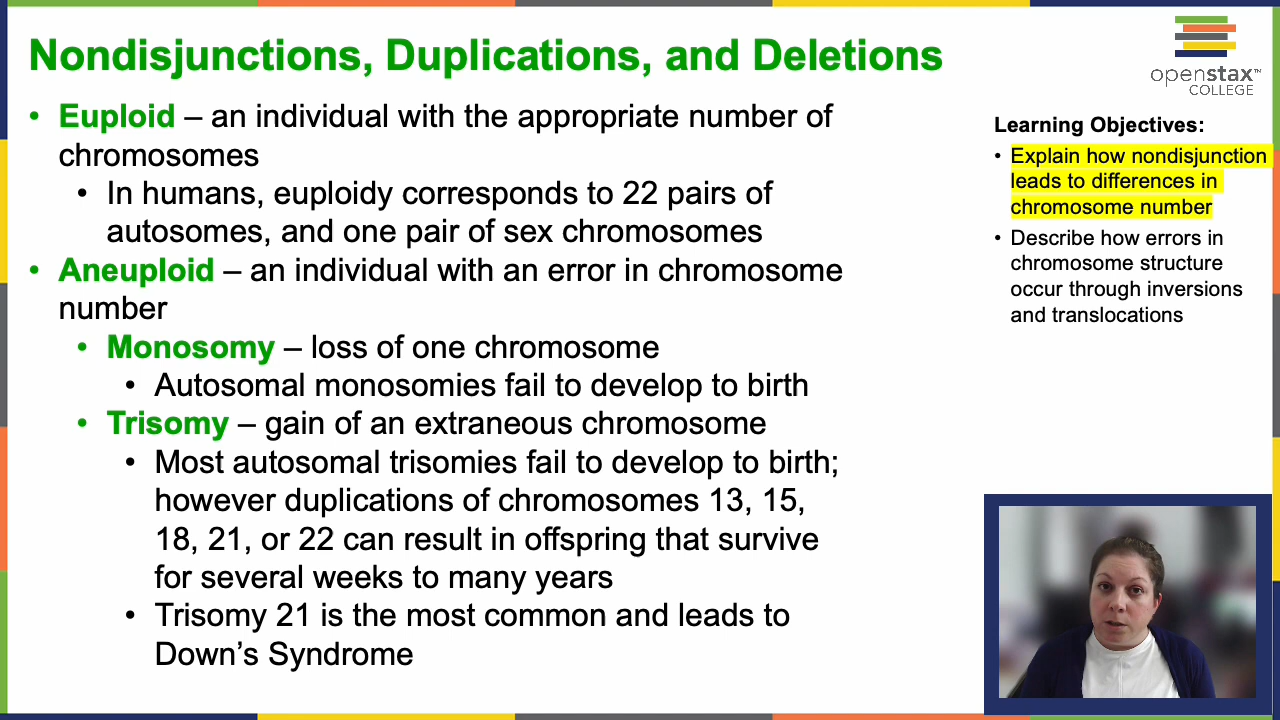 Nondisjunctions, Duplications, and Deletions
• Euploid – an individual with the appropriate number of
chromosomes
• In humans, euploidy corresponds to 22 pairs of
autosomes, and one pair of sex chromosomes
• Aneuploid – an individual with an error in chromosome
number
• Monosomy – loss of one chromosome
• Autosomal monosomies fail to develop to birth
• Trisomy – gain of an extraneous chromosome
• Most autosomal trisomies fail to develop to birth;
however duplications of chromosomes 13, 15,
18, 21, or 22 can result in offspring that survive
for several weeks to many years
• Trisomy 21 is the most common and leads to
Down’s Syndrome
openstax™
COLLEGE
Learning Objectives:
• Explain how nondisjunction
leads to differences in
chromosome number
• Describe how errors in
chromosome structure
occur through inversions
and translocations